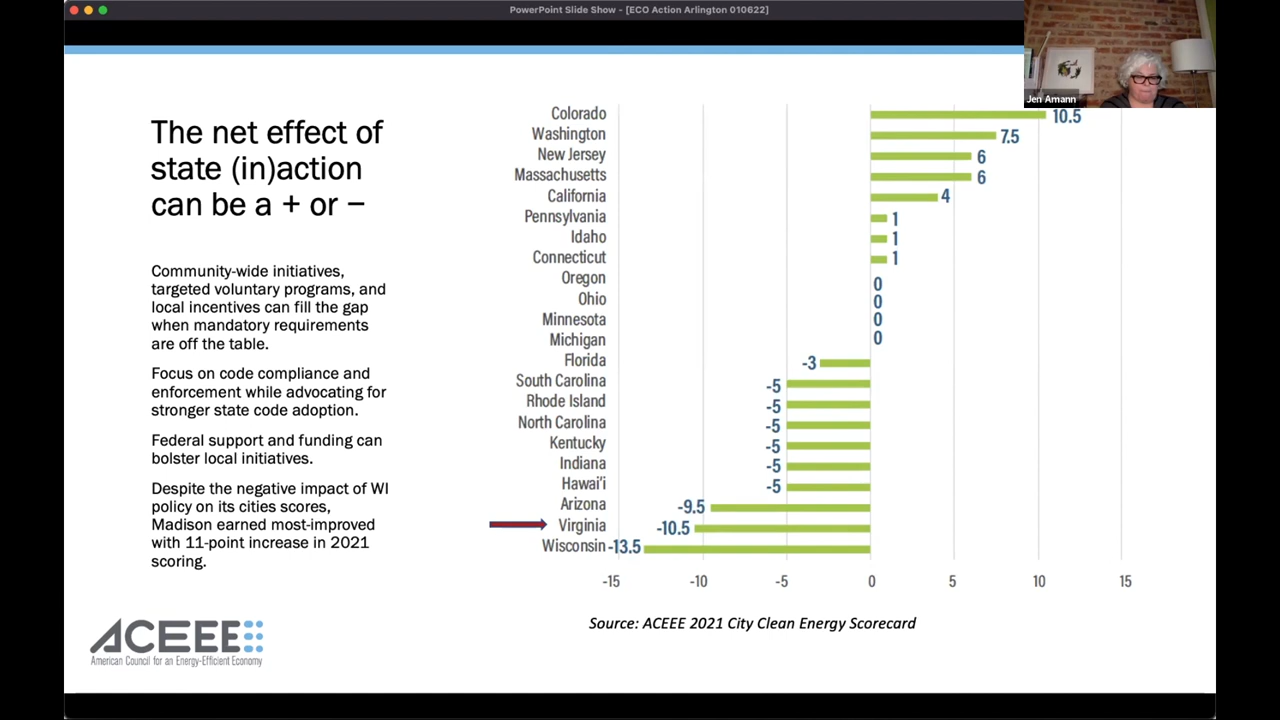 PowerPoint Slide Show - [ECO Action Arlington 010622]
Jen Amann
The net effect of
state (in)action
can be a + or −
Community-wide initiatives,
targeted voluntary programs, and
local incentives can fill the gap
when mandatory requirements
are off the table.
Focus on code compliance and
enforcement while advocating for
stronger state code adoption.
Federal support and funding can
bolster local initiatives.
Despite the negative impact of WI
policy on its cities scores,
Madison earned most-improved
with 11-point increase in 2021
scoring.
ACEEE
American Council for an Energy-Efficient Economy
Colorado 10.5
Washington 7.5
New Jersey 6
Massachusetts 6
California 4
Pennsylvania 1
Idaho 1
Connecticut 1
Oregon 0
Ohio 0
Minnesota 0
Michigan 0
Florida -3
South Carolina -5
Rhode Island -5
North Carolina -5
Kentucky -5
Indiana -5
Hawai'i -5
Arizona -9.5
Virginia -10.5
Wisconsin -13.5
-15 -10 -5 0 5 10 15
Source: ACEEE 2021 City Clean Energy Scorecard